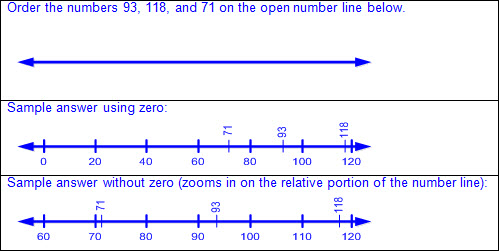 Order the numbers 93, 118, and 71 on the open number line below.
Sample answer using zero:
71 93 118
0 20 40 60 80 100 120
Sample answer without zero (zooms in on the relative portion of the number line):
71 93 118
60 70 80 90 100 110 120